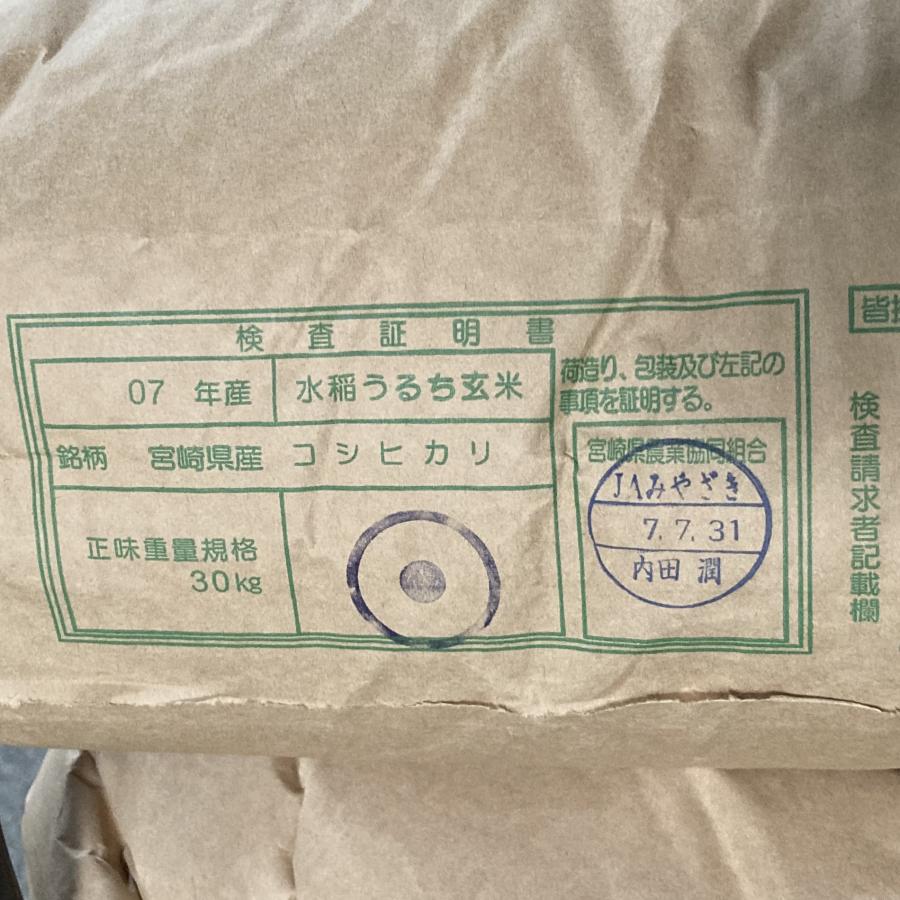 検査証明書
07 年産
水稲うるち玄米
銘柄 宮崎県産 コシヒカリ
正味重量規格
30kg
荷造り、包装及び左記の
事項を証明する。
宮崎県農業協同組合
JAみやざき
7.7.31
内田 潤
皆掛
検査請求者記載欄